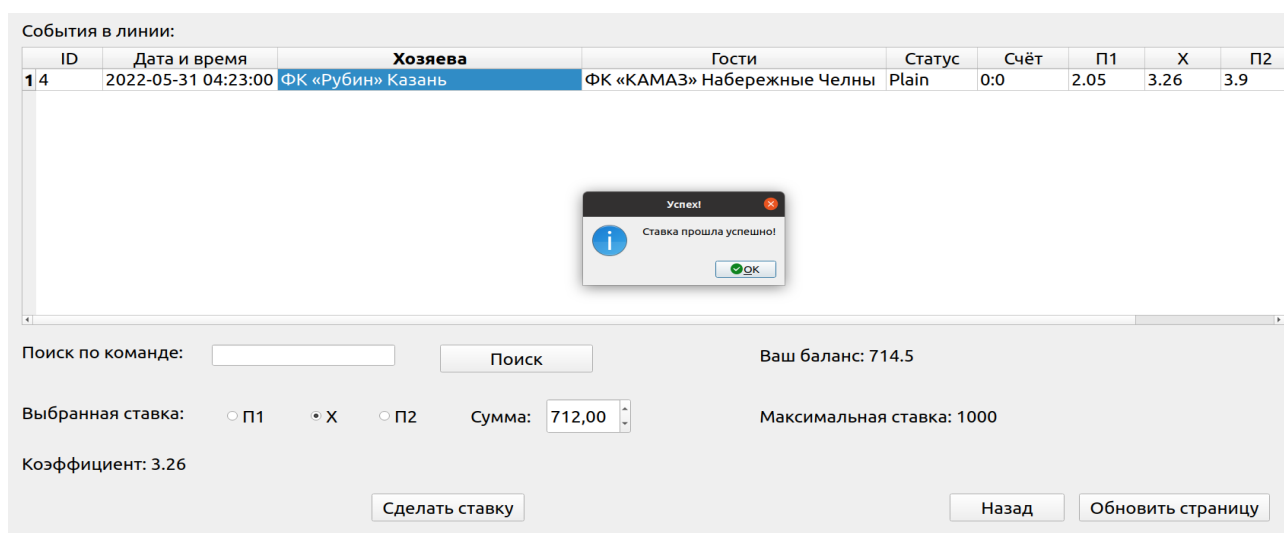 События в линии:
ID Дата и время Хозяева Гости Статус Счёт П1 X П2
1 4 2022-05-31 04:23:00 ФК «Рубин» Казань ФК «КАМАЗ» Набережные Челны Plain 0:0 2.05 3.26 3.9
Успех!
Ставка прошла успешно!
OK
Поиск по команде: Поиск Ваш баланс: 714.5
Выбранная ставка: П1 X П2 Сумма: 712,00 Максимальная ставка: 1000
Коэффициент: 3.26
Сделать ставку Назад Обновить страницу